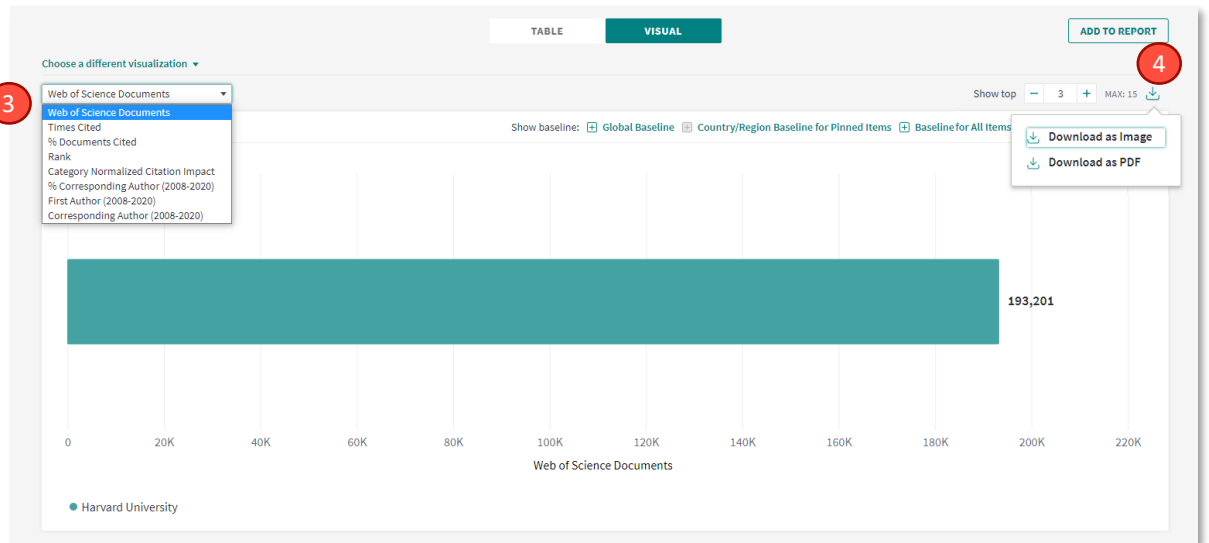 TABLE
VISUAL
ADD TO REPORT
4
Choose a different visualization
3
Web of Science Documents
Show top - 3 + MAX: 15
Web of Science Documents
Times Cited
% Documents Cited
Rank
Category Normalized Citation Impact
% Corresponding Author (2008-2020)
First Author (2008-2020)
Corresponding Author (2008-2020)
Show baseline: Global Baseline Country/Region Baseline for Pinned Items Baseline for All Items
Download as Image
Download as PDF
193,201
0 20K 40K 60K 80K 100K 120K 140K 160K 180K 200K 220K
Web of Science Documents
Harvard University